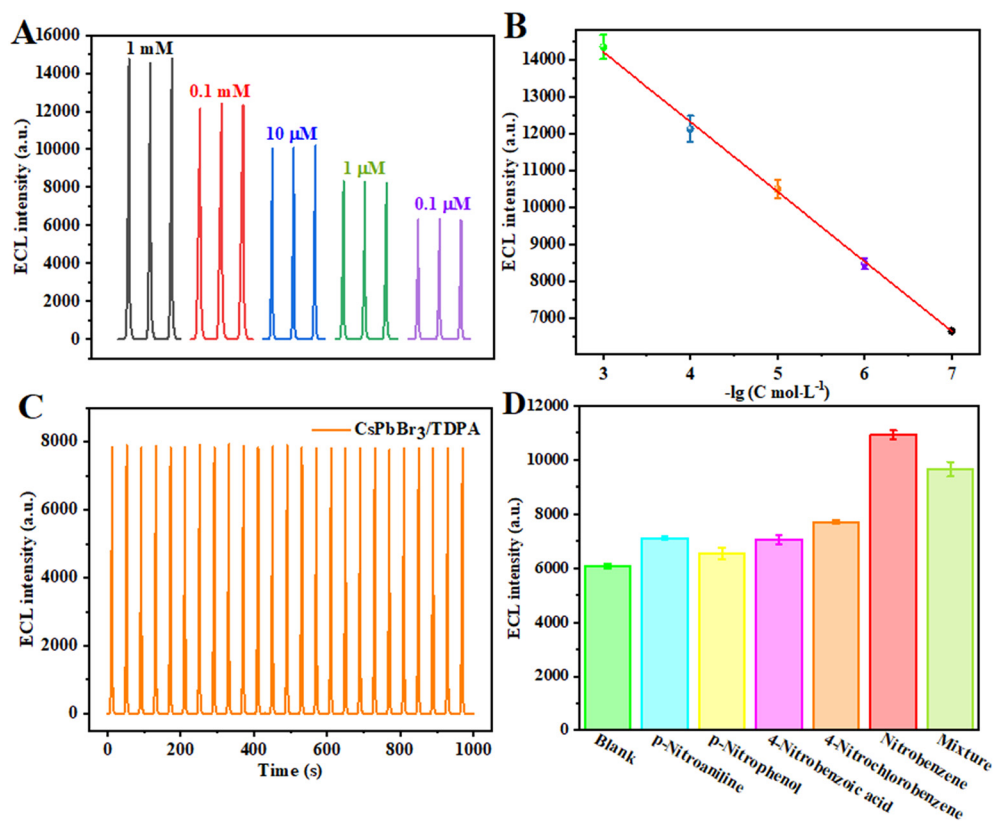 A
16000
14000
12000
10000
8000
6000
4000
2000
0
ECL intensity (a.u.)
1 mM
0.1 mM
10 μM
1 μM
0.1 μM
B
14000
13000
12000
11000
10000
9000
8000
7000
ECL intensity (a.u.)
3 4 5 6 7
-lg (C mol·L⁻¹)
C
8000
6000
4000
2000
0
ECL intensity (a.u.)
CsPbBr₃/TDPA
0 200 400 600 800 1000
Time (s)
D
12000
10000
8000
6000
4000
2000
0
ECL intensity (a.u.)
Blank
p-Nitroaniline
p-Nitrophenol
4-Nitrobenzoic acid
4-Nitrochlorobenzene
Nitrobenzene
Mixture